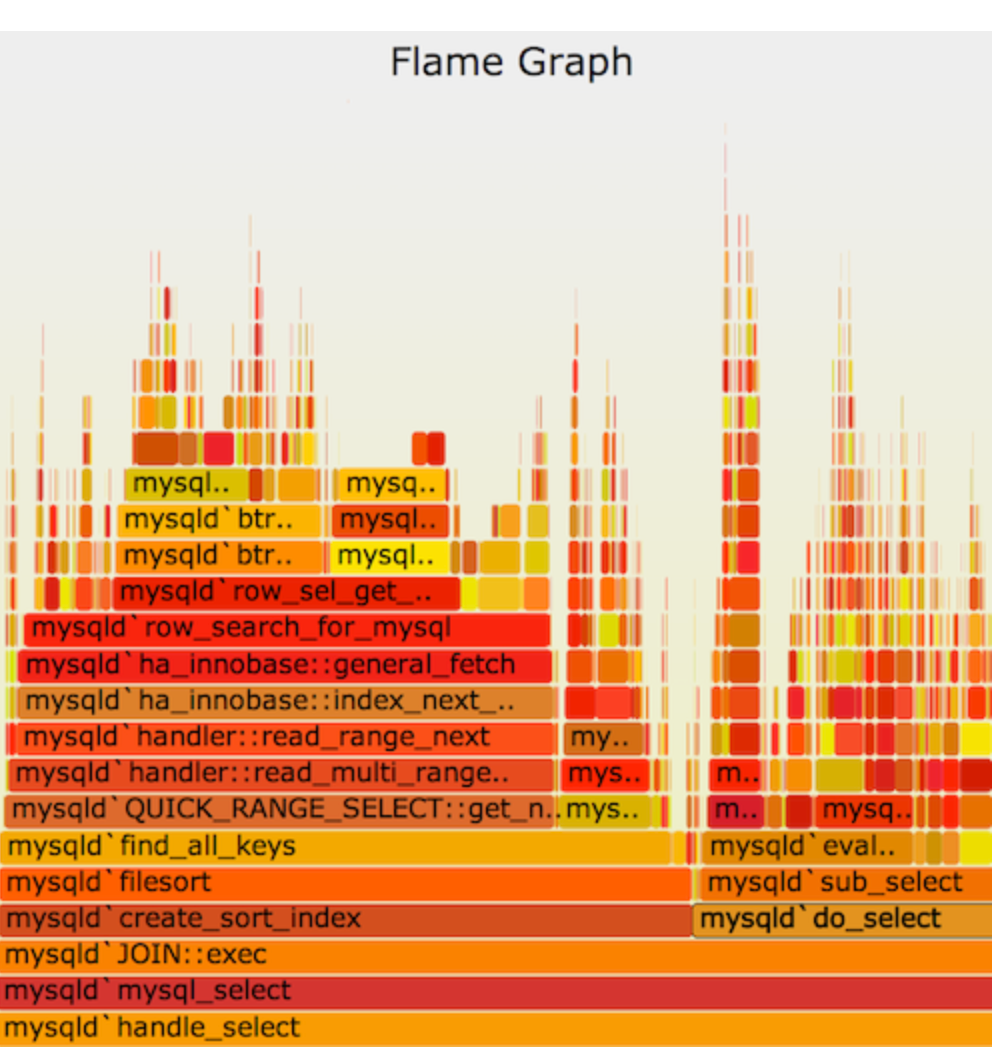 Flame Graph
mysql.. mysq..
mysqld`btr.. mysql..
mysqld`btr.. mysql..
mysqld`row_sel_get_..
mysqld`row_search_for_mysql
mysqld`ha_innobase::general_fetch
mysqld`ha_innobase::index_next_..
mysqld`handler::read_range_next my..
mysqld`handler::read_multi_range.. mys.. m..
mysqld`QUICK_RANGE_SELECT::get_n.. mys.. m.. mysq..
mysqld`find_all_keys mysqld`eval..
mysqld`filesort mysqld`sub_select
mysqld`create_sort_index mysqld`do_select
mysqld`JOIN::exec
mysqld`mysql_select
mysqld`handle_select